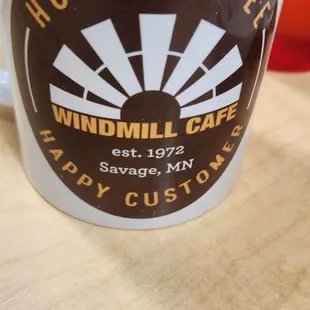 WINDMILL CAFE
est. 1972
Savage, MN
HAPPY CUSTOMER